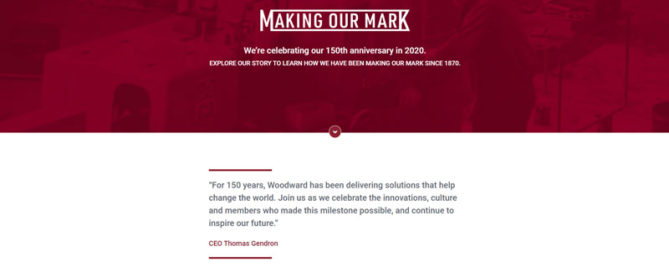 MAKING OUR MARK
We're celebrating our 150th anniversary in 2020.
EXPLORE OUR STORY TO LEARN HOW WE HAVE BEEN MAKING OUR MARK SINCE 1870.
"For 150 years, Woodward has been delivering solutions that help
change the world. Join us as we celebrate the innovations, culture
and members who made this milestone possible, and continue to
inspire our future."
CEO Thomas Gendron